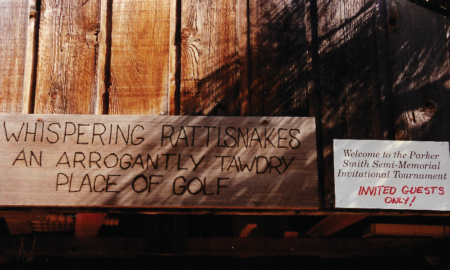 WHISPERING RATTLSNAKES
AN ARROGANTLY TAWDRY
PLACE OF GOLF
Welcome to the Parker
Smith Semi-Memorial
Invitational Tournament
INVITED GUESTS
ONLY!